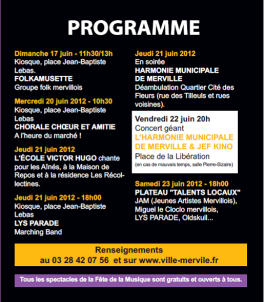 PROGRAMME
Dimanche 17 juin - 11h30/13h
Kiosque, place Jean-Baptiste
Lebas.
FOLKAMUSETTE
Groupe folk mervillois
Mercredi 20 juin 2012 - 10h30
Kiosque, place Jean-Baptiste
Lebas
CHORALE CHŒUR ET AMITIE
A l'heure du marché !
Jeudi 21 juin 2012
L'ÉCOLE VICTOR HUGO chante
pour les Aînés, à la Maison de
Repos et à la résidence Les Récol-
lectines.
Jeudi 21 juin 2012 - 18h00
Kiosque, place Jean-Baptiste
Lebas
LYS PARADE
Marching Band
Jeudi 21 juin 2012
En soirée
HARMONIE MUNICIPALE
DE MERVILLE
Déambulation Quartier Cité des
Fleurs (rue des Tilleuls et rues
voisines).
Vendredi 22 juin 20h
Concert géant
L'HARMONIE MUNICIPALE
DE MERVILLE & JEF KINO
Place de la Libération
(en cas de mauvais temps, salle Pierre-Sizaire)
Samedi 23 juin 2012 - 18h00
PLATEAU "TALENTS LOCAUX"
JAM (Jeunes Artistes Mervillois),
Miguel le Cloclo mervillois,
LYS PARADE, Oldskull...
Renseignements
au 03 28 42 07 56 et sur www.ville-mervile.fr
Tous les spectacles de la Fête de la Musique sont gratuits et ouverts à tous.